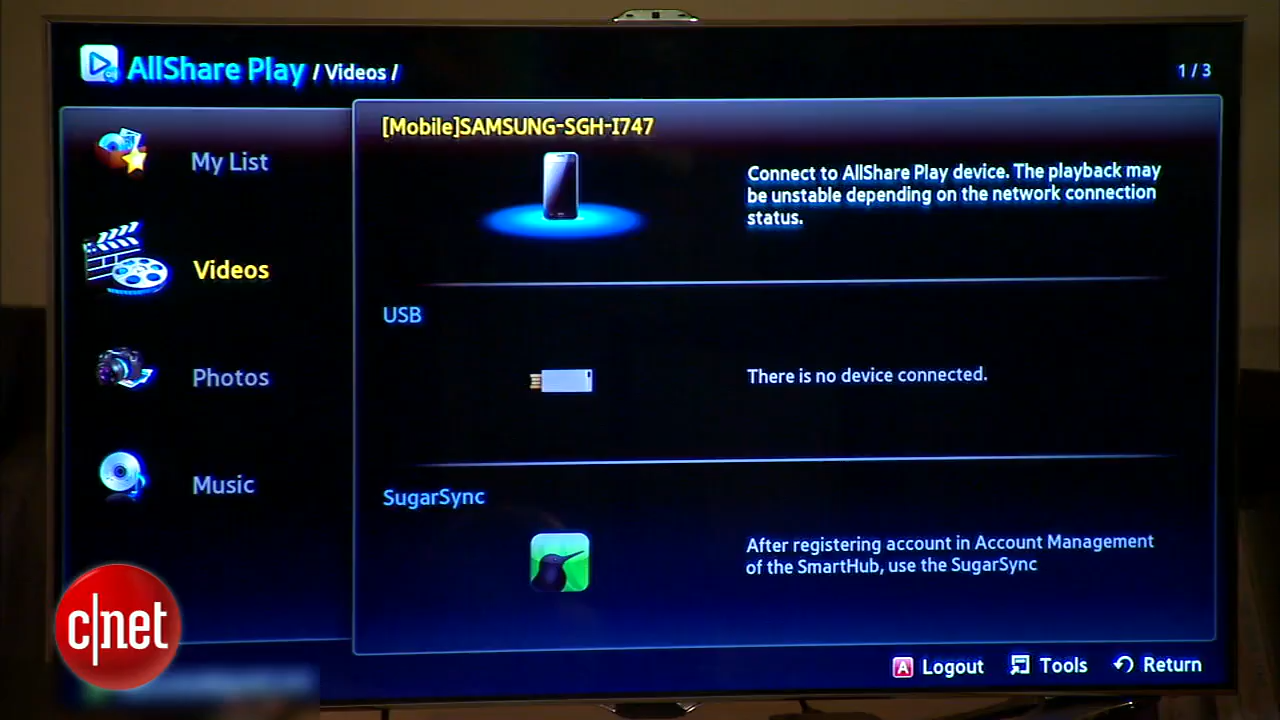 AllShare Play / Videos /
1 / 3
My List
Videos
Photos
Music
[Mobile]SAMSUNG-SGH-I747
Connect to AllShare Play device. The playback may
be unstable depending on the network connection
status.
USB
There is no device connected.
SugarSync
After registering account in Account Management
of the SmartHub, use the SugarSync
c|net
A Logout
Tools
Return